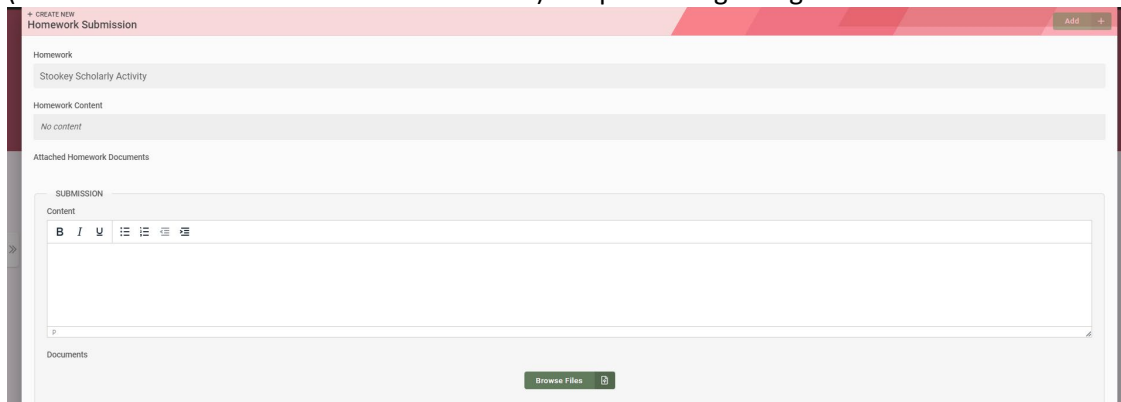 + CREATE NEW
Homework Submission
Add +
Homework
Stookey Scholarly Activity
Homework Content
No content
Attached Homework Documents
SUBMISSION
Content
B I U
P
Documents
Browse Files